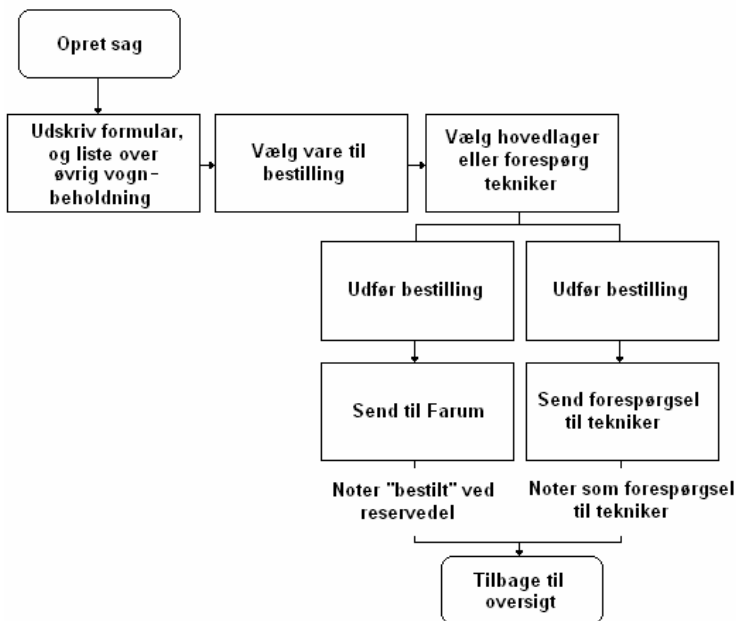 Opret sag
Udskriv formular,
og liste over
øvrig vogn-
beholdning
Vælg vare til
bestilling
Vælg hovedlager
eller forespørg
tekniker
Udfør bestilling
Udfør bestilling
Send til Farum
Send forespørgsel
til tekniker
Noter "bestilt" ved
reservedel
Noter som forespørgsel
til tekniker
Tilbage til
oversigt